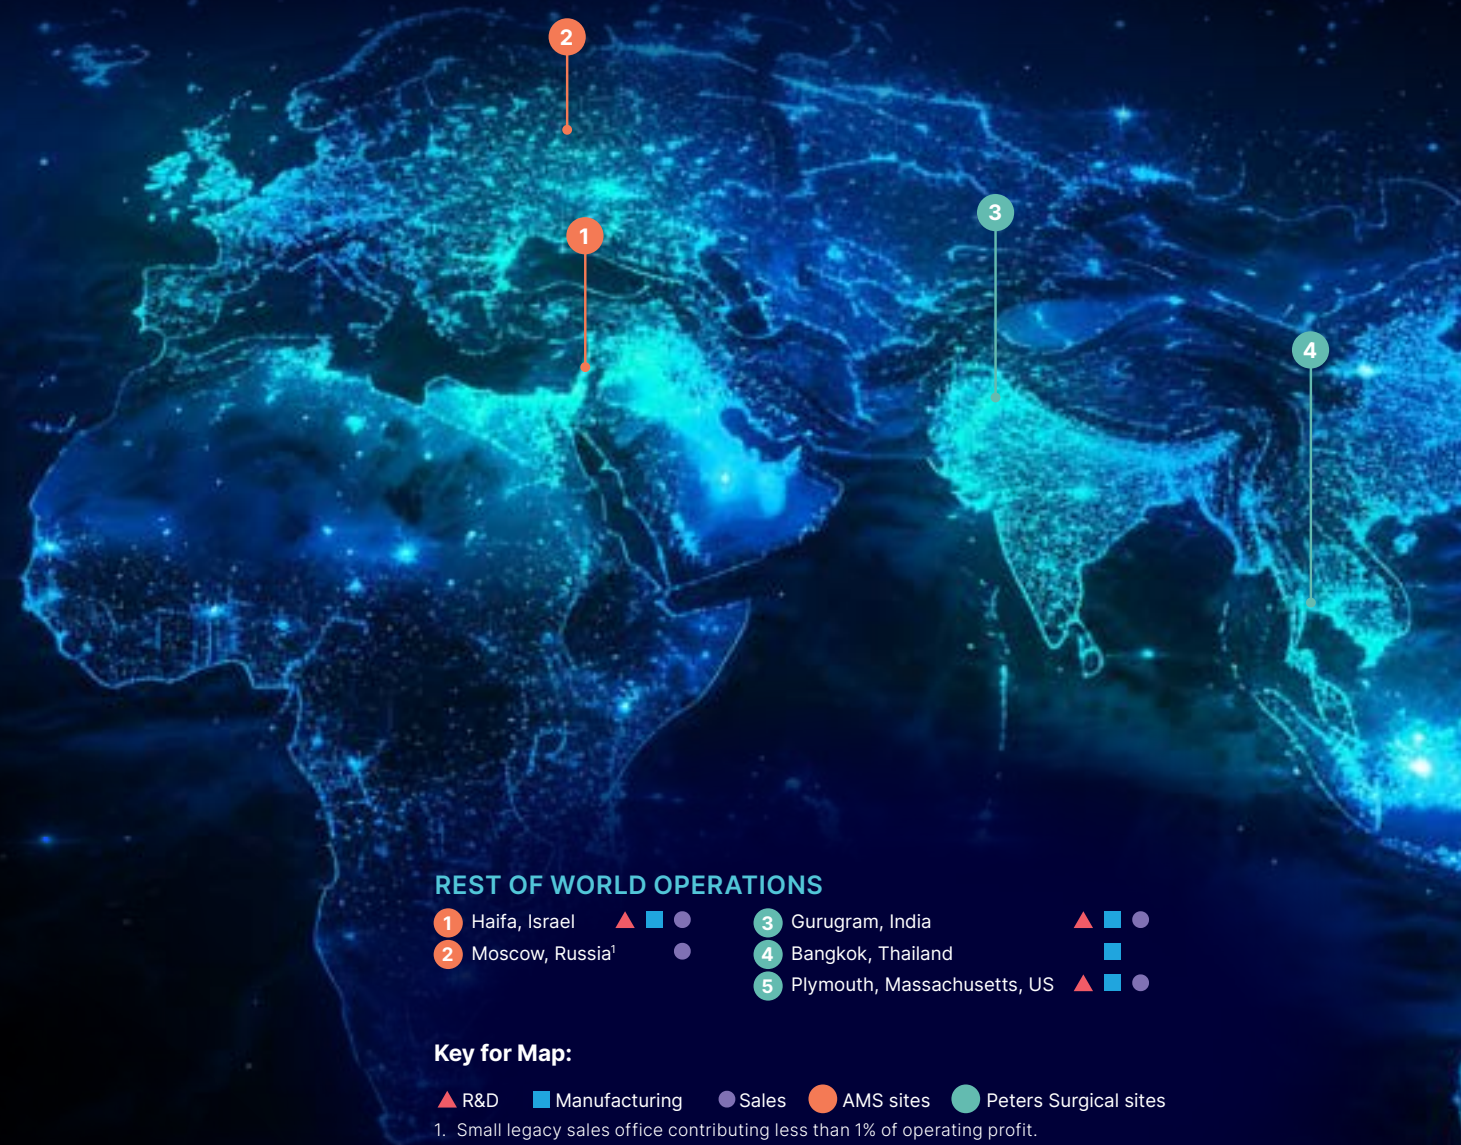 2
1
3
4
REST OF WORLD OPERATIONS
1 Haifa, Israel
2 Moscow, Russia¹
3 Gurugram, India
4 Bangkok, Thailand
5 Plymouth, Massachusetts, US
Key for Map:
R&D Manufacturing Sales AMS sites Peters Surgical sites
1. Small legacy sales office contributing less than 1% of operating profit.